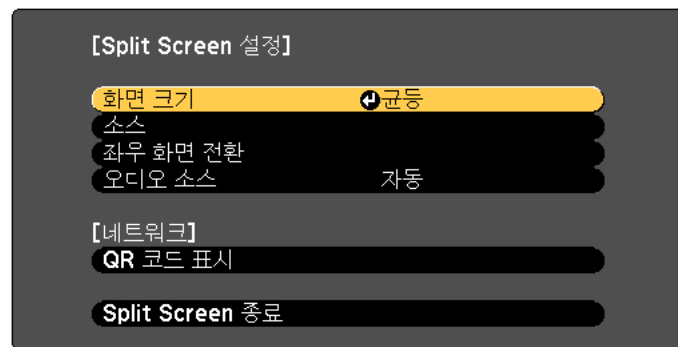 [Split Screen 설정]
화면 크기 균등
소스
좌우 화면 전환
오디오 소스 자동
[네트워크]
QR 코드 표시
Split Screen 종료